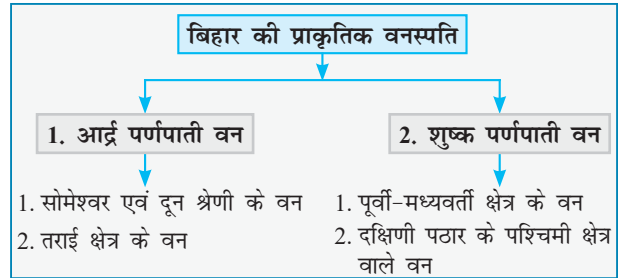 बिहार की प्राकृतिक वनस्पति
1. आर्द्र पर्णपाती वन
1. सोमेश्वर एवं दून श्रेणी के वन
2. तराई क्षेत्र के वन
2. शुष्क पर्णपाती वन
1. पूर्वी-मध्यवर्ती क्षेत्र के वन
2. दक्षिणी पठार के पश्चिमी क्षेत्र
वाले वन